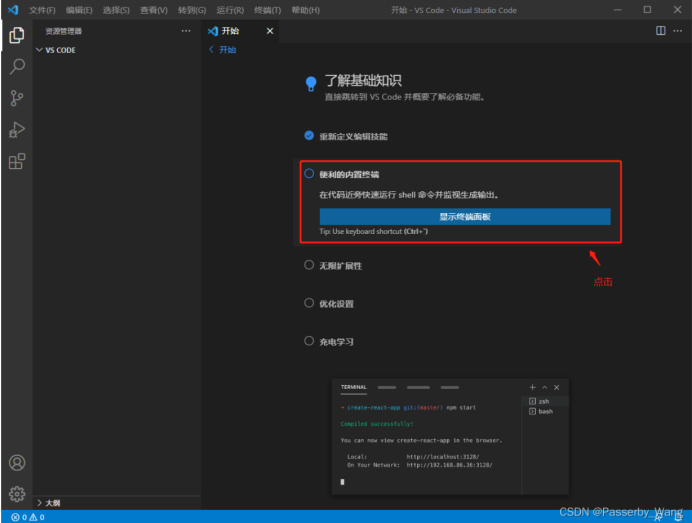 文件(F) 编辑(E) 选择(S) 查看(V) 转到(G) 运行(R) 终端(T) 帮助(H) 开始 - VS Code - Visual Studio Code
资源管理器 ···
VS CODE
开始
开始
了解基础知识
直接跳转到 VS Code 并概要了解必备功能。
重新定义编辑技能
便利的内置终端
在代码近旁快速运行 shell 命令并监视生成输出。
显示终端面板
Tip: Use keyboard shortcut (Ctrl+`)
点击
无限扩展性
优化设置
充电学习
TERMINAL
zsh
bash
→ create-react-app git:(master) npm start
Compiled successfully!
You can now view create-react-app in the browser.
Local: http://localhost:3128/
On Your Network: http://192.168.86.36:3128/
大纲
0 0
CSDN @Passerby_Wang